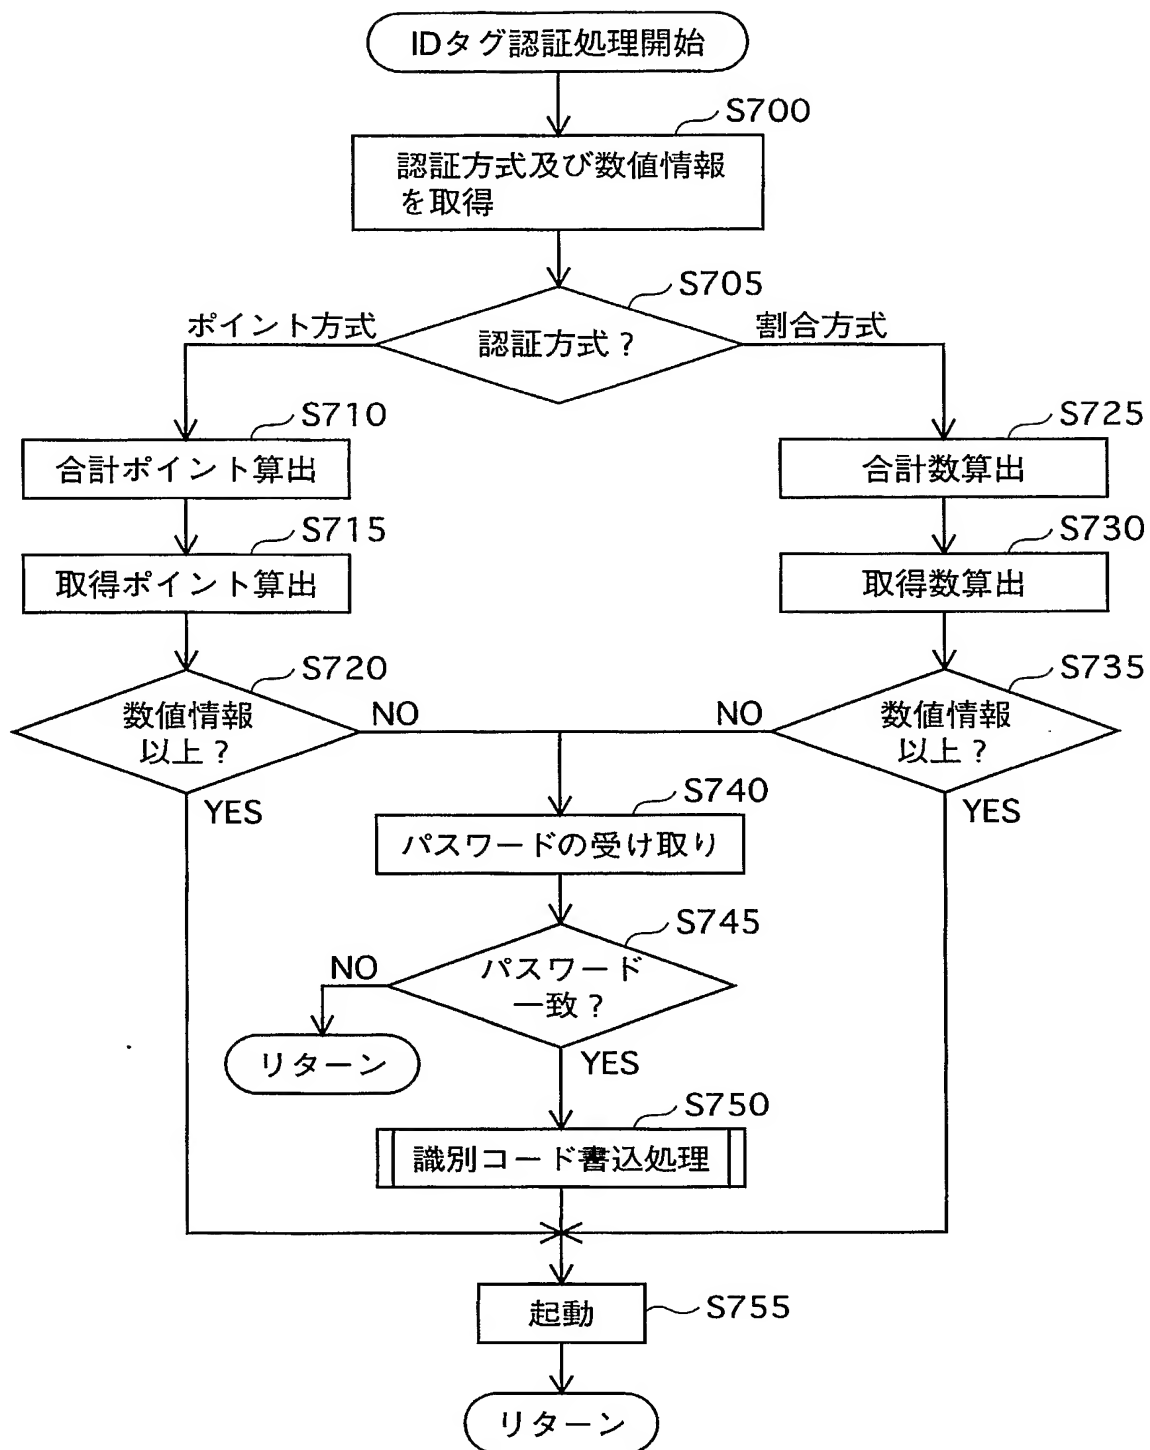 IDタグ認証処理開始
S700
認証方式及び数値情報
を取得
S705
ポイント方式
認証方式？
割合方式
S710
合計ポイント算出
S725
合計数算出
S715
取得ポイント算出
S730
取得数算出
S720
数値情報
以上？
NO
YES
S735
数値情報
以上？
NO
YES
S740
パスワードの受け取り
S745
パスワード
一致？
NO
リターン
YES
S750
識別コード書込処理
起動
S755
リターン